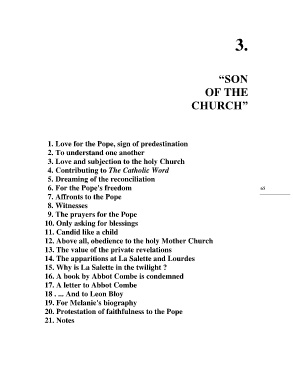 3.
“SON
OF THE
CHURCH”
1. Love for the Pope, sign of predestination
2. To understand one another
3. Love and subjection to the holy Church
4. Contributing to The Catholic Word
5. Dreaming of the reconciliation
6. For the Pope's freedom
7. Affronts to the Pope
8. Witnesses
9. The prayers for the Pope
10. Only asking for blessings
11. Candid like a child
12. Above all, obedience to the holy Mother Church
13. The value of the private revelations
14. The apparitions at La Salette and Lourdes
15. Why is La Salette in the twilight ?
16. A book by Abbot Combe is condemned
17. A letter to Abbot Combe
18 . ... And to Leon Bloy
19. For Melanie's biography
20. Protestation of faithfulness to the Pope
21. Notes